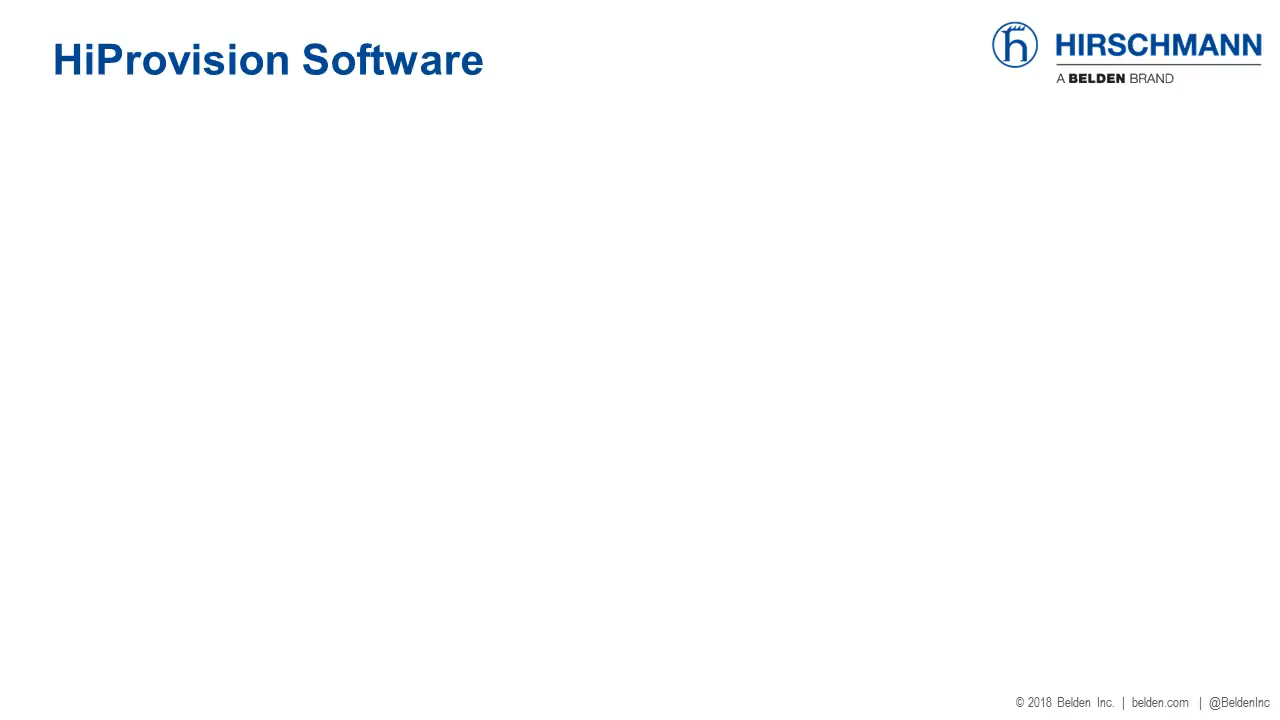 HiProvision Software
HIRSCHMANN
A BELDEN BRAND
© 2018 Belden Inc. | belden.com | @BeldenInc